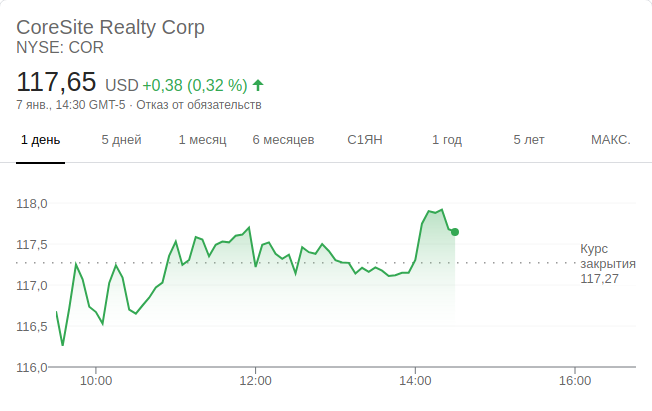 CoreSite Realty Corp
NYSE: COR
117,65 USD +0,38 (0,32 %)
7 янв., 14:30 GMT-5 · Отказ от обязательств
1 день 5 дней 1 месяц 6 месяцев С1ЯН 1 год 5 лет МАКС.
118,0
117,5
Курс
закрытия
117,27
117,0
116,5
116,0
10:00 12:00 14:00 16:00